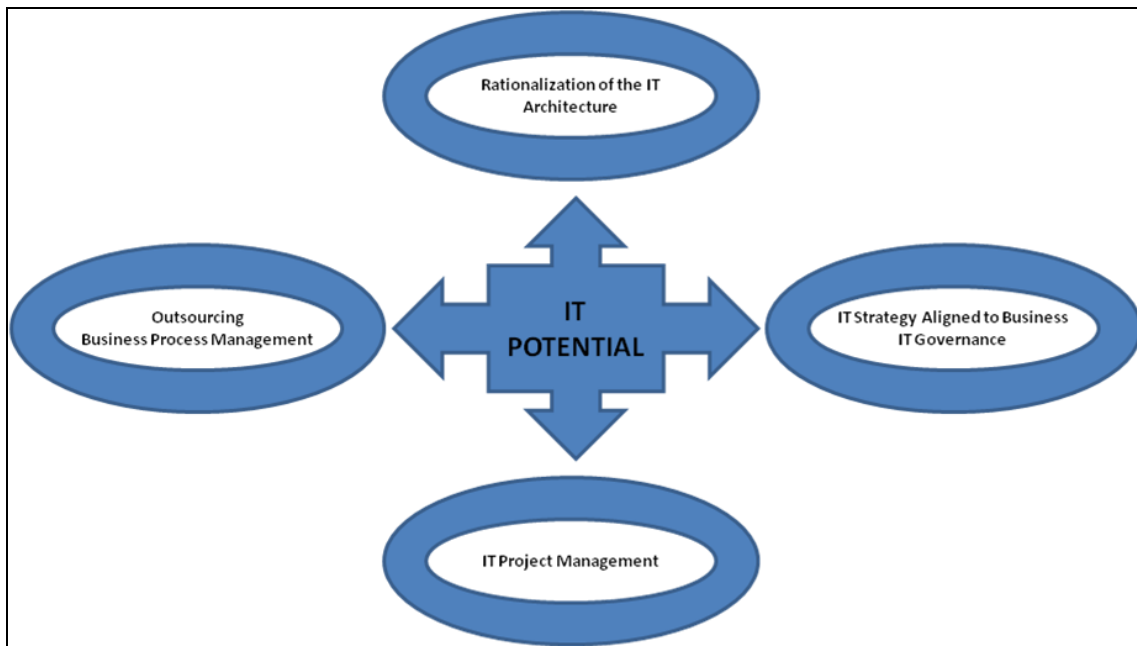 Rationalization of the IT
Architecture
Outsourcing
Business Process Management
IT
POTENTIAL
IT Strategy Aligned to Business
IT Governance
IT Project Management